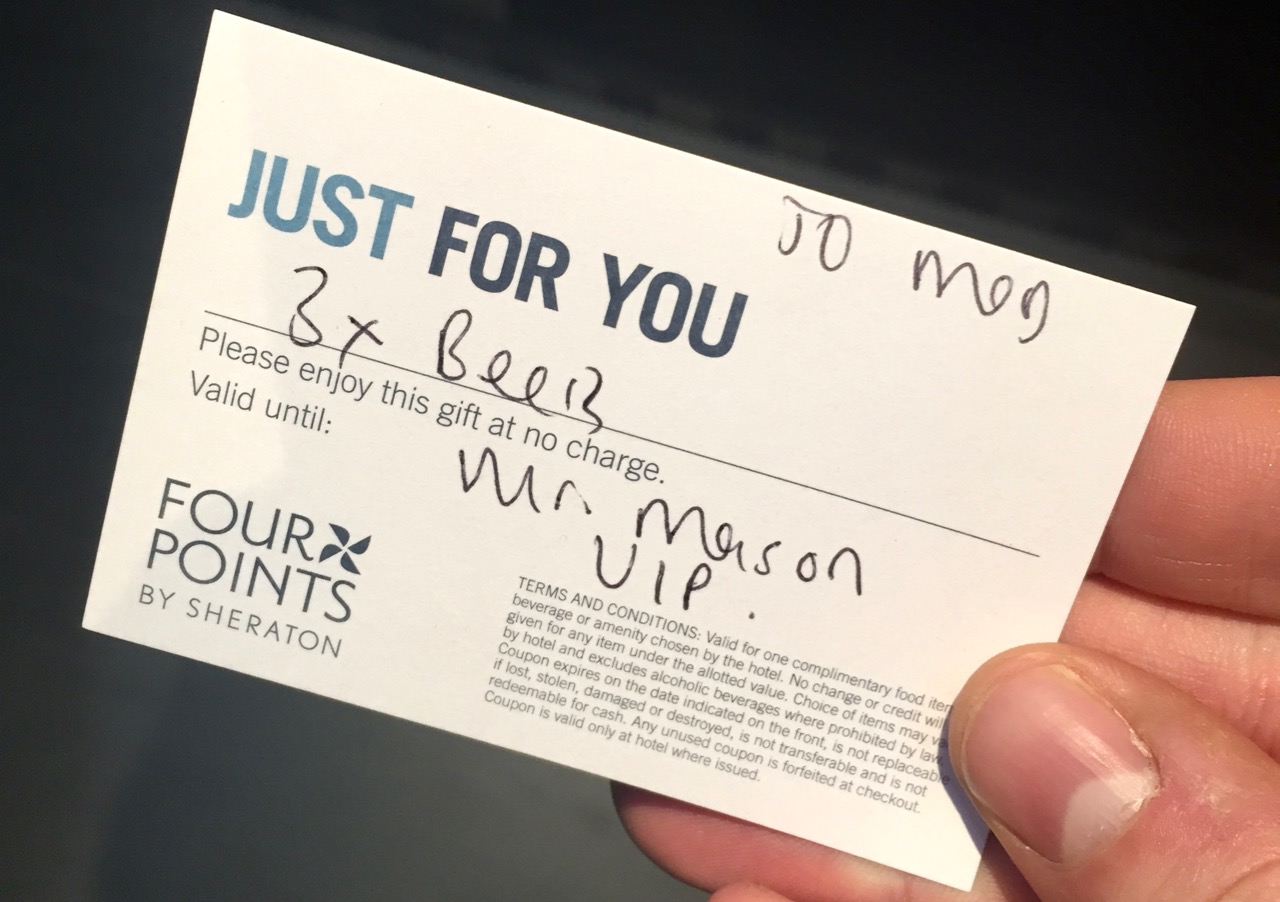 JUST FOR YOU
3x Beer
Please enjoy this gift at no charge.
Valid until:
Mr. Mason
VIP.
FOUR
POINTS
BY SHERATON
TERMS AND CONDITIONS: Valid for one complimentary food
beverage or amenity chosen by the hotel. No change or credit
given for any item under the allotted value. Choice of items may
by hotel and excludes alcoholic beverages where prohibited by law.
Coupon expires on the date indicated on the front, is not replaceable
if lost, stolen, damaged or destroyed, is not transferable and is not
redeemable for cash. Any unused coupon is forfeited at checkout.
Coupon is valid only at hotel where issued.